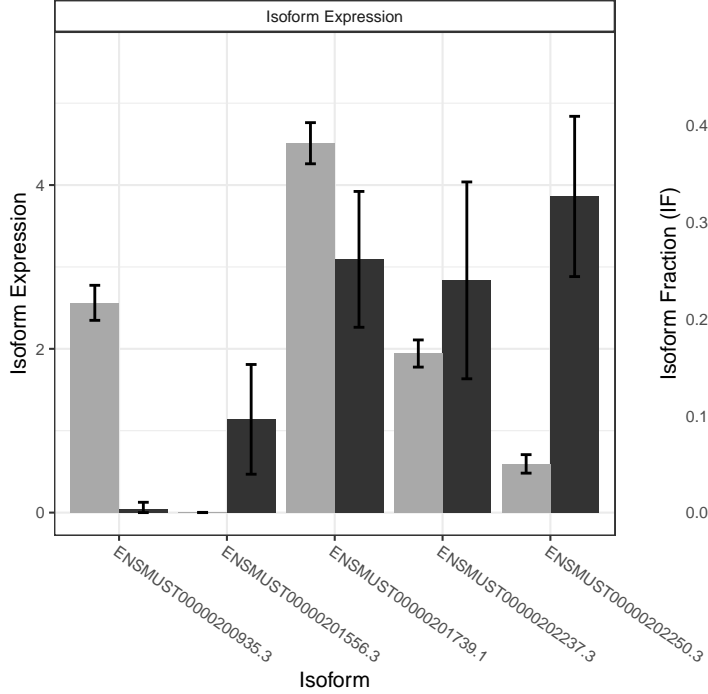 Isoform Expression
Isoform Expression
4
2
0
ENSMUST00000200935.3
ENSMUST00000201556.3
ENSMUST00000201739.1
ENSMUST00000202237.3
ENSMUST00000202250.3
Isoform
Isoform Fraction (IF)
0.4
0.3
0.2
0.1
0.0